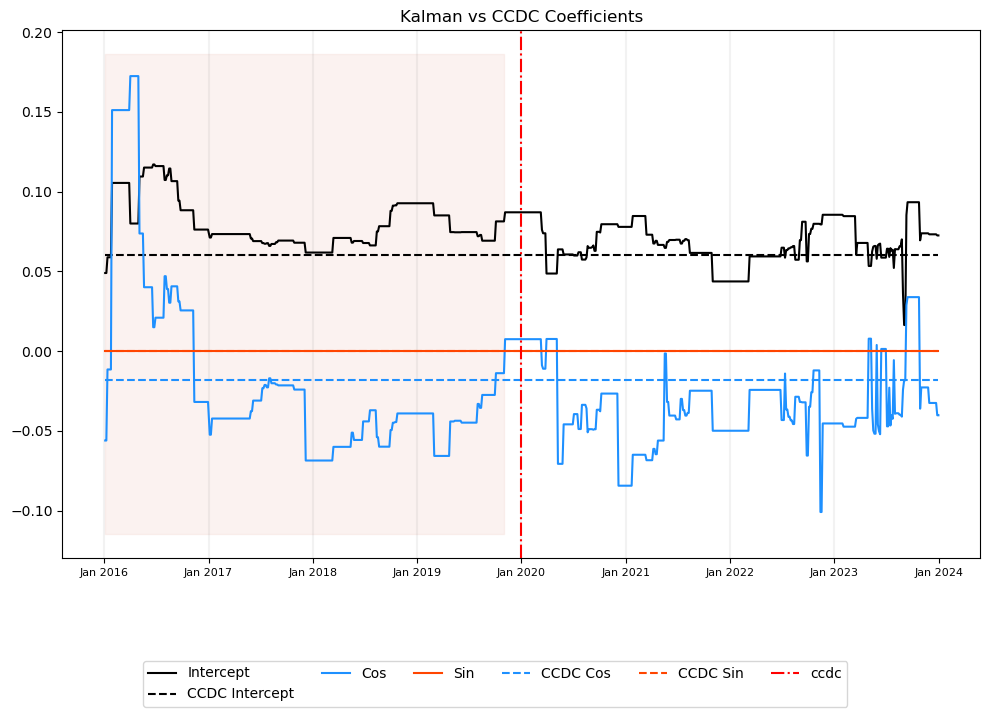 Kalman vs CCDC Coefficients
0.20
0.15
0.10
0.05
0.00
−0.05
−0.10
Jan 2016 Jan 2017 Jan 2018 Jan 2019 Jan 2020 Jan 2021 Jan 2022 Jan 2023 Jan 2024
Intercept Cos Sin CCDC Cos CCDC Sin ccdc
CCDC Intercept